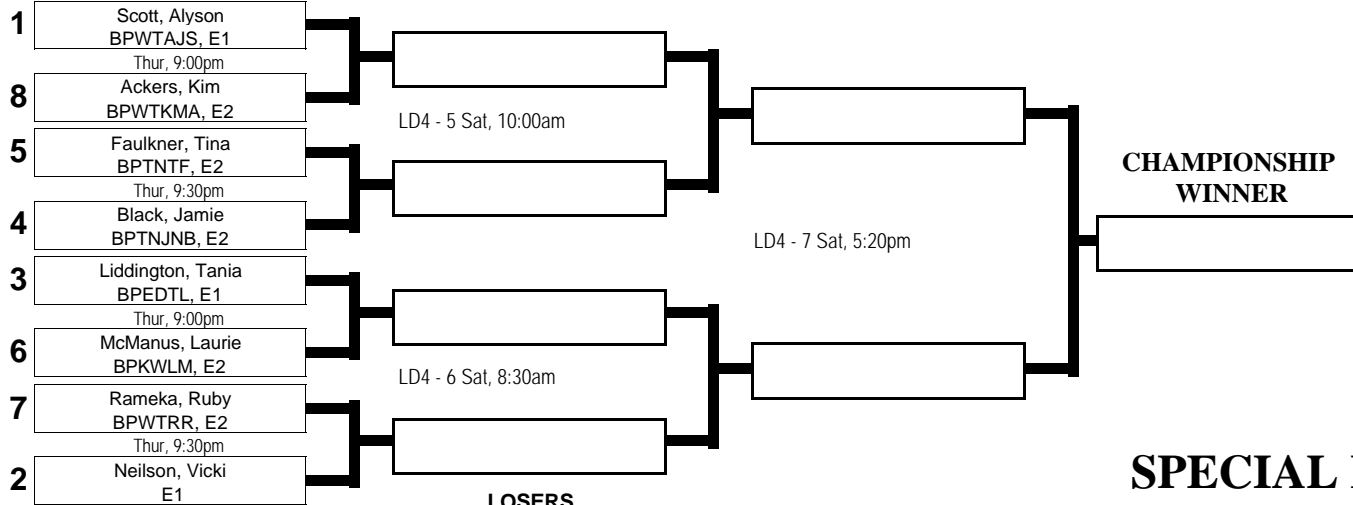 1
Scott, Alyson
BPWTAJS, E1
Thur, 9:00pm
8
Ackers, Kim
BPWTKMA, E2
5
Faulkner, Tina
BPTNTF, E2
Thur, 9:30pm
4
Black, Jamie
BPTNJNB, E2
3
Liddington, Tania
BPEDTL, E1
Thur, 9:00pm
6
McManus, Laurie
BPKWLM, E2
7
Rameka, Ruby
BPWTRR, E2
Thur, 9:30pm
2
Neilson, Vicki
E1
LD4 - 5 Sat, 10:00am
LD4 - 6 Sat, 8:30am
LOSERS
LD4 - 7 Sat, 5:20pm
CHAMPIONSHIP
WINNER
SPECIAL